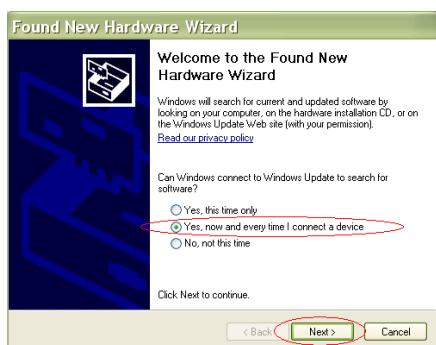 Found New Hardware Wizard
Welcome to the Found New
Hardware Wizard
Windows will search for current and updated software by
looking on your computer, on the hardware installation CD, or on
the Windows Update Web site (with your permission).
Read our privacy policy
Can Windows connect to Windows Update to search for
software?
Yes, this time only
Yes, now and every time I connect a device
No, not this time
Click Next to continue.
< Back
Next >
Cancel